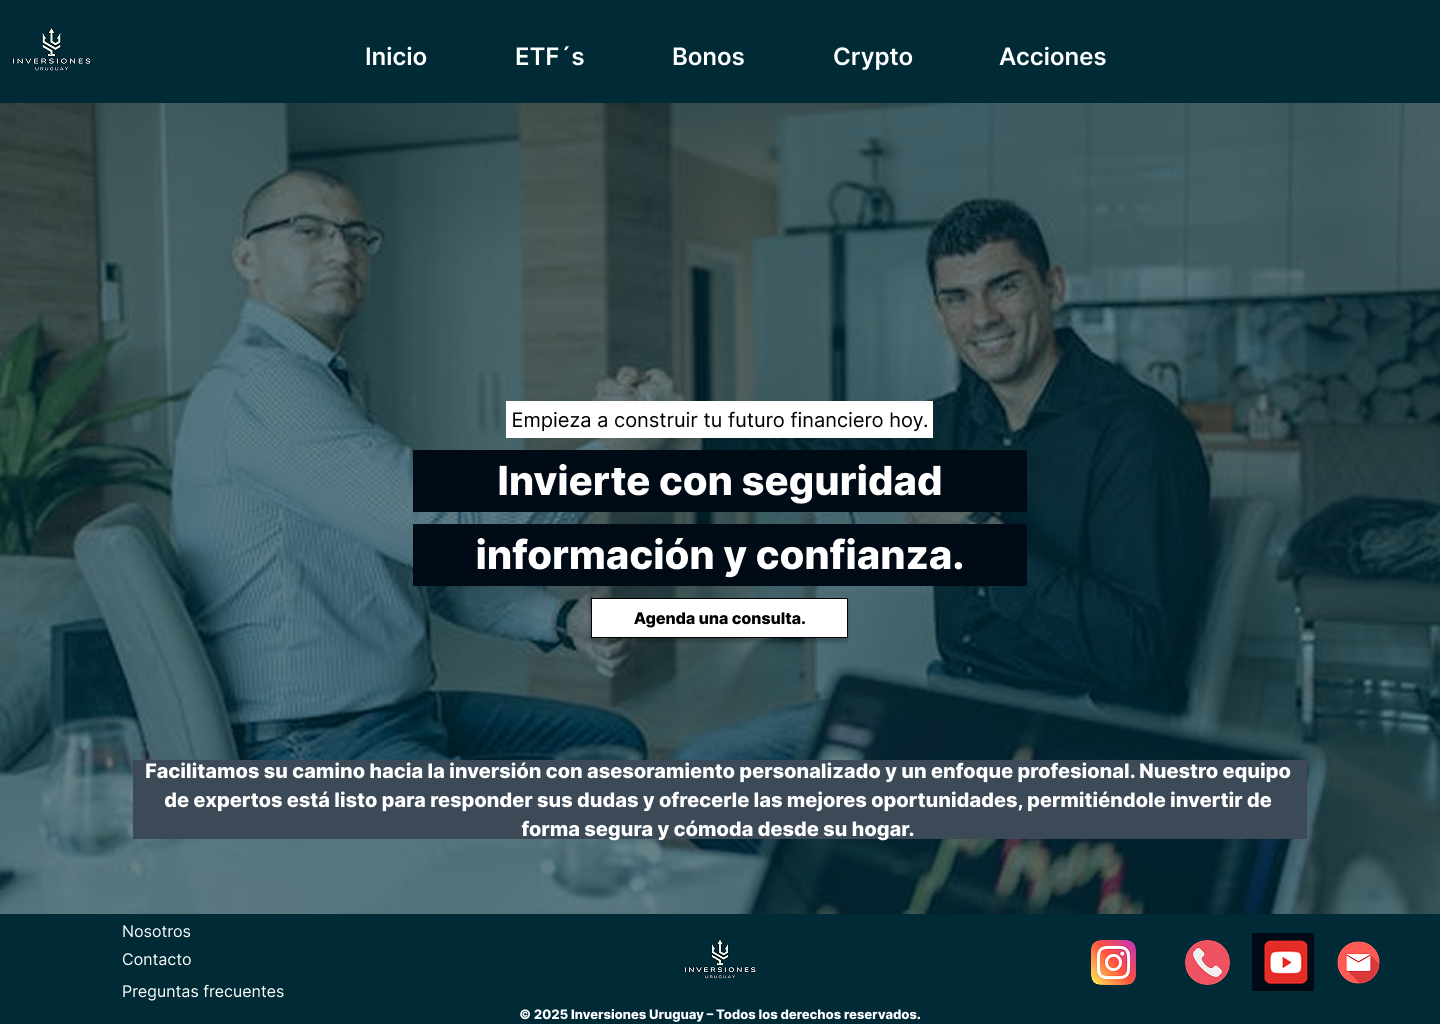 INVERSIONES
URUGUAY
Inicio
ETF´s
Bonos
Crypto
Acciones
Empieza a construir tu futuro financiero hoy.
Invierte con seguridad
información y confianza.
Agenda una consulta.
Facilitamos su camino hacia la inversión con asesoramiento personalizado y un enfoque profesional. Nuestro equipo
de expertos está listo para responder sus dudas y ofrecerle las mejores oportunidades, permitiéndole invertir de
forma segura y cómoda desde su hogar.
Nosotros
Contacto
Preguntas frecuentes
INVERSIONES
URUGUAY
© 2025 Inversiones Uruguay – Todos los derechos reservados.